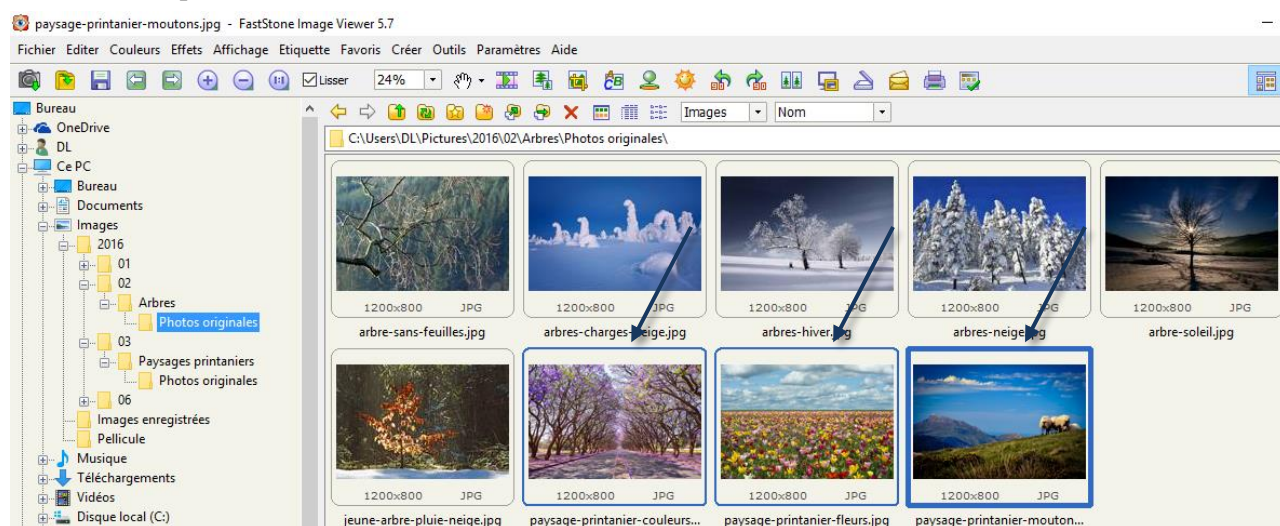 paysage-printanier-moutons.jpg - FastStone Image Viewer 5.7
Fichier Editer Couleurs Effets Affichage Etiquette Favoris Créer Outils Paramètres Aide
1:1 Lisser 24%
Bureau
OneDrive
DL
Ce PC
Bureau
Documents
Images
2016
01
02
Arbres
Photos originales
03
Paysages printaniers
Photos originales
06
Images enregistrées
Pellicule
Musique
Téléchargements
Vidéos
Disque local (C:)
Images Nom
C:\Users\DL\Pictures\2016\02\Arbres\Photos originales\
1200x800 JPG 1200x800 JPG 1200x800 JPG 1200x800 JPG 1200x800 JPG
arbre-sans-feuilles.jpg arbres-charges-neige.jpg arbres-hiver.jpg arbres-neige.jpg arbre-soleil.jpg
1200x800 JPG 1200x800 JPG 1200x800 JPG 1200x800 JPG
jeune-arbre-pluie-neige.jpg paysage-printanier-couleurs... paysage-printanier-fleurs.jpg paysage-printanier-mouton...